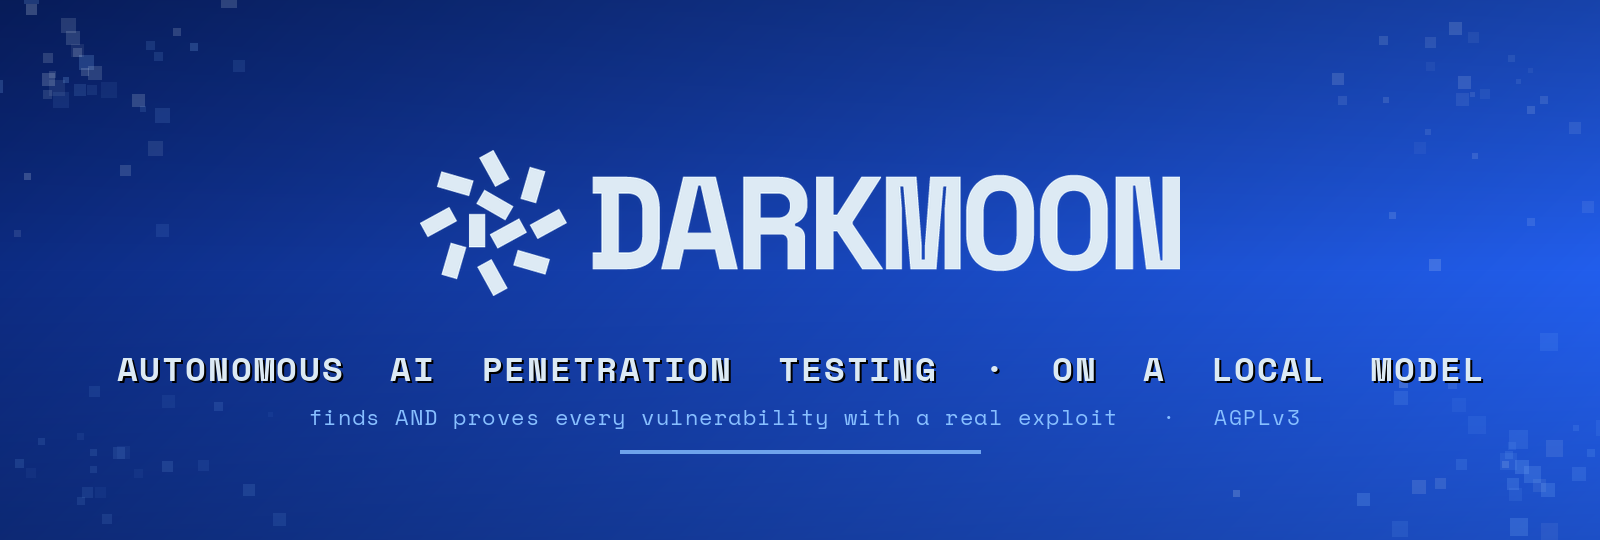 DARKMOON
AUTONOMOUS AI PENETRATION TESTING · ON A LOCAL MODEL
finds AND proves every vulnerability with a real exploit · AGPLv3